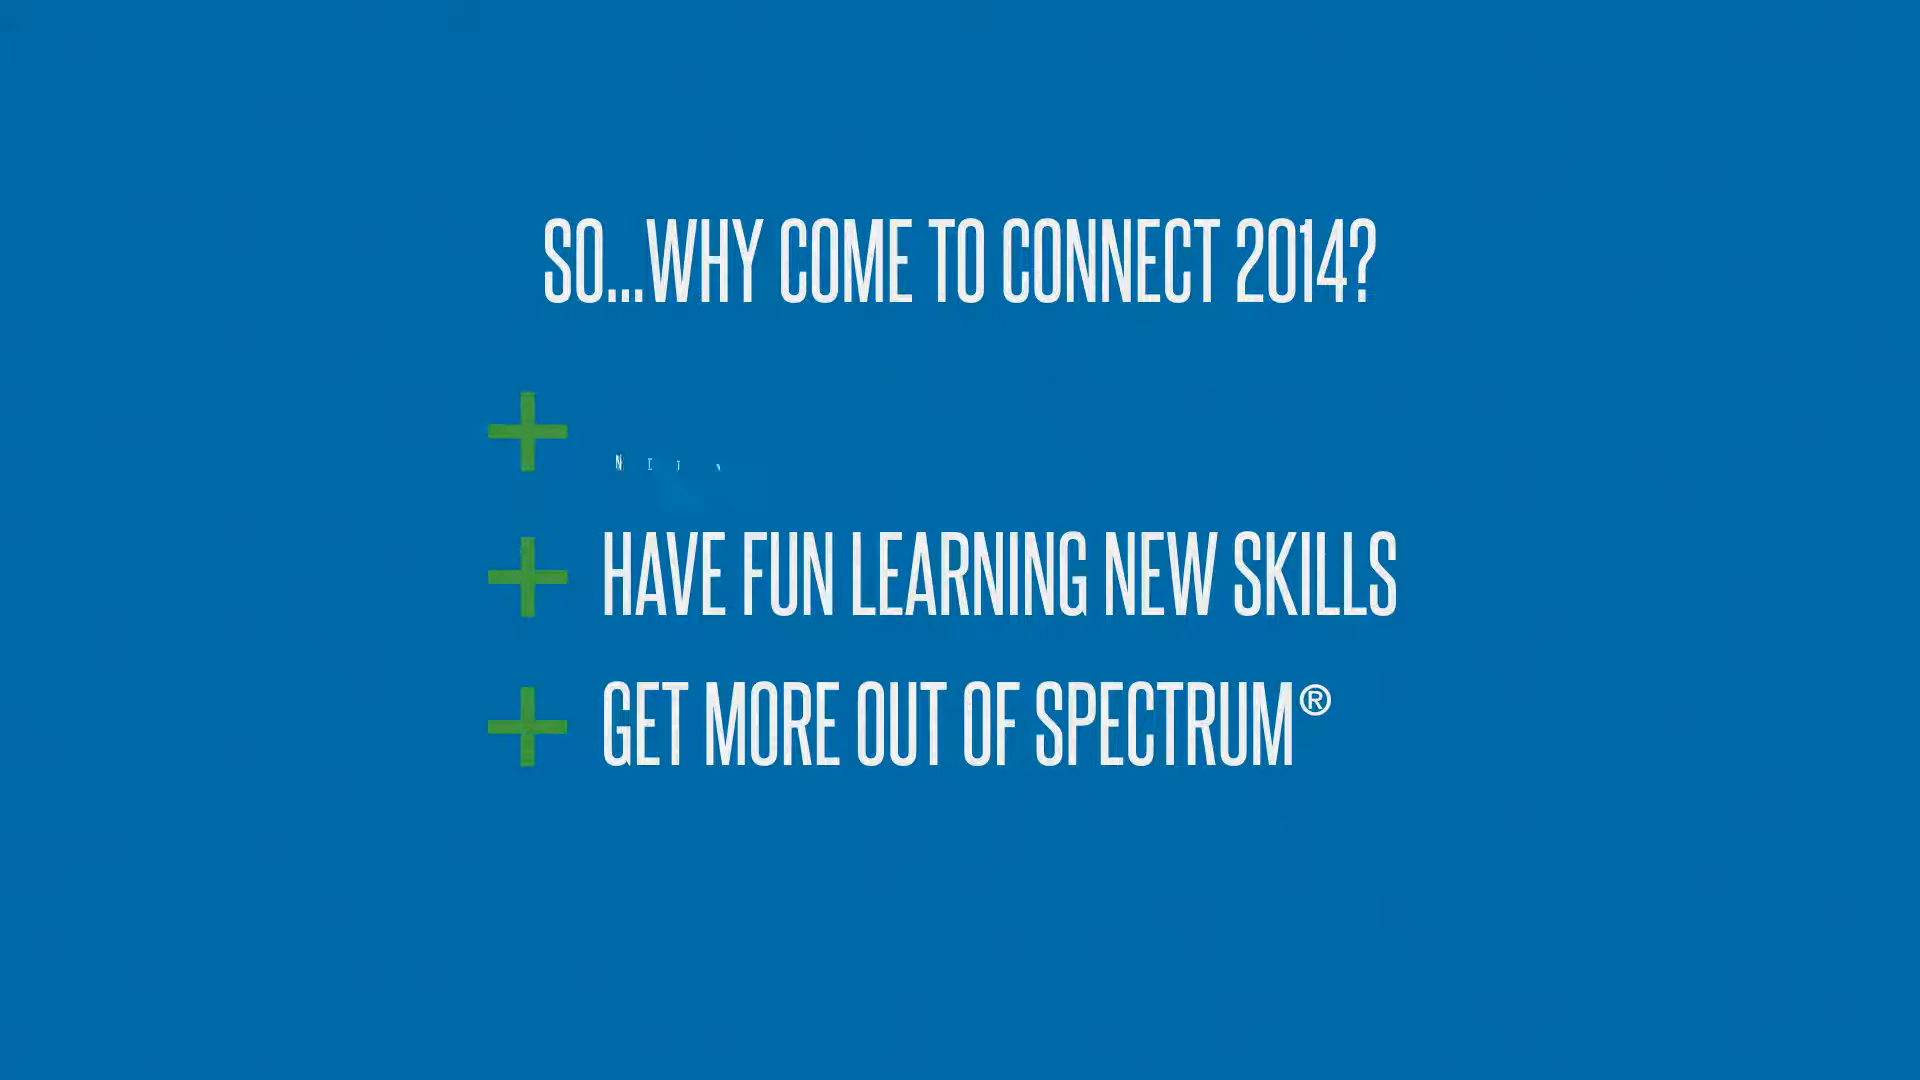 SO...WHY COME TO CONNECT 2014?
HAVE FUN LEARNING NEW SKILLS
GET MORE OUT OF SPECTRUM®